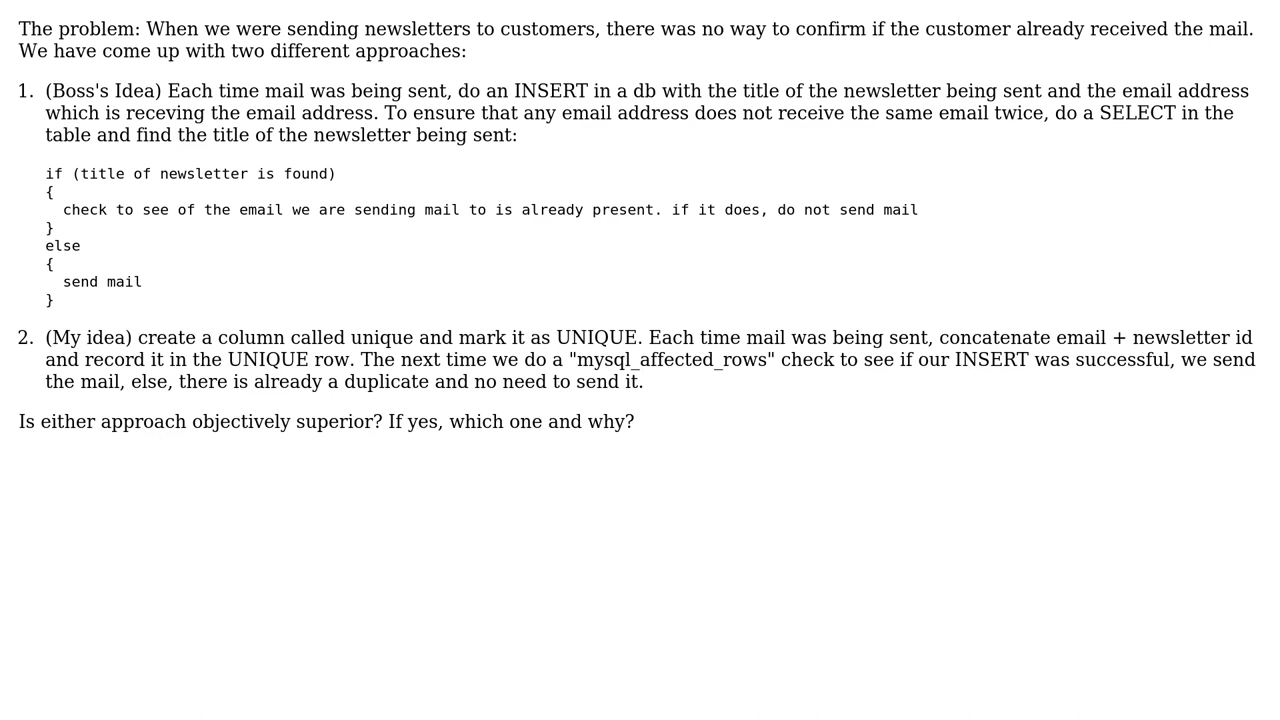 The problem: When we were sending newsletters to customers, there was no way to confirm if the customer already received the mail.
We have come up with two different approaches:
1. (Boss's Idea) Each time mail was being sent, do an INSERT in a db with the title of the newsletter being sent and the email address
which is receving the email address. To ensure that any email address does not receive the same email twice, do a SELECT in the
table and find the title of the newsletter being sent:
if (title of newsletter is found)
{
check to see of the email we are sending mail to is already present. if it does, do not send mail
}
else
{
send mail
}
2. (My idea) create a column called unique and mark it as UNIQUE. Each time mail was being sent, concatenate email + newsletter id
and record it in the UNIQUE row. The next time we do a "mysql_affected_rows" check to see if our INSERT was successful, we send
the mail, else, there is already a duplicate and no need to send it.
Is either approach objectively superior? If yes, which one and why?